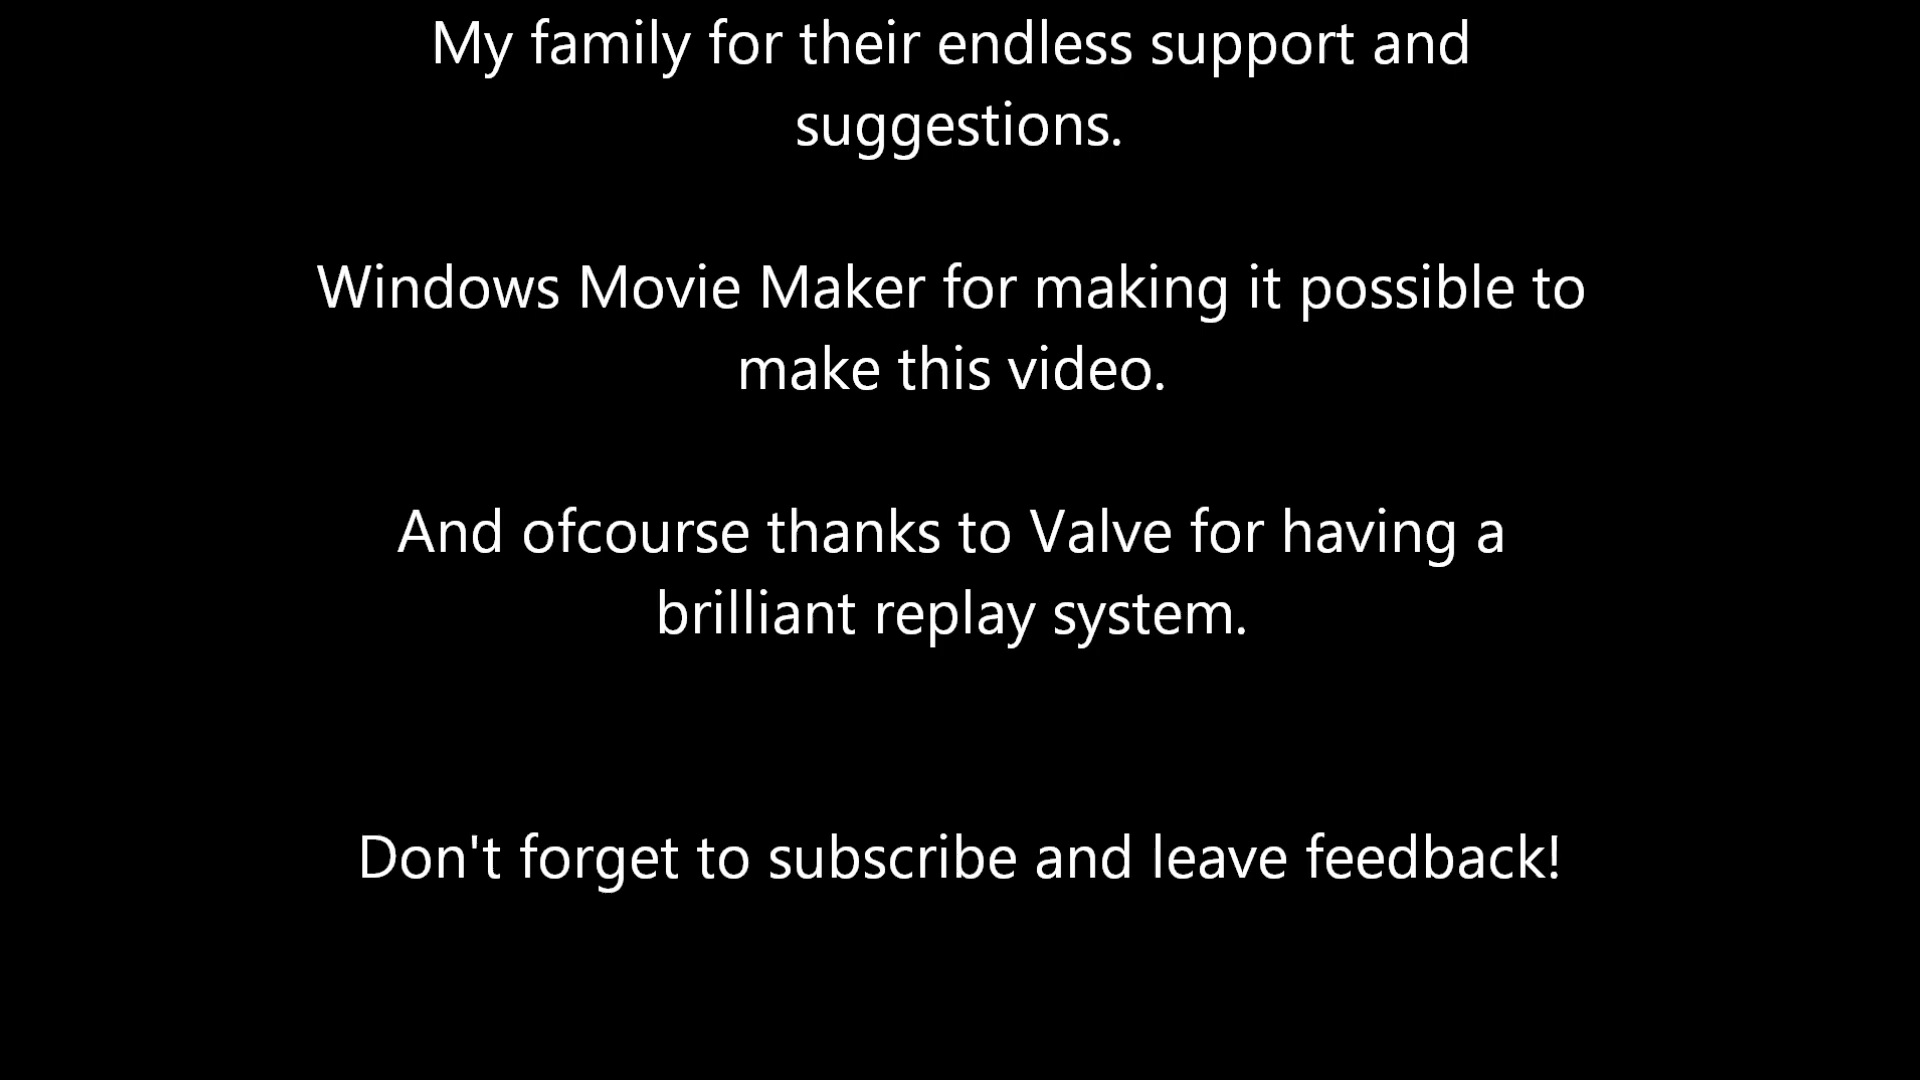 My family for their endless support and
suggestions.
Windows Movie Maker for making it possible to
make this video.
And ofcourse thanks to Valve for having a
brilliant replay system.
Don't forget to subscribe and leave feedback!